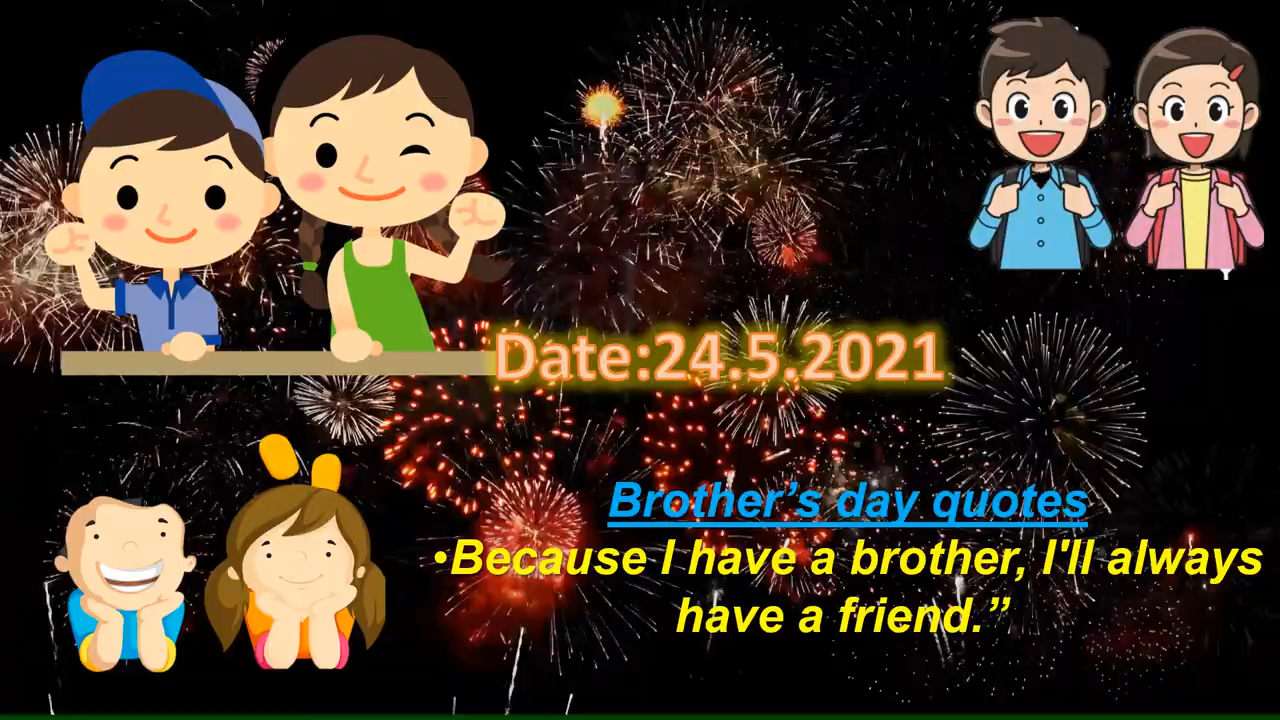 Date:24.5.2021
Brother’s day quotes
•Because I have a brother, I'll always
have a friend.”